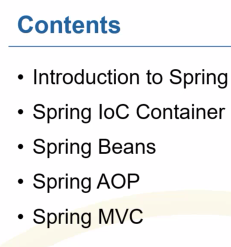 Contents
• Introduction to Spring
• Spring IoC Container
• Spring Beans
• Spring AOP
• Spring MVC